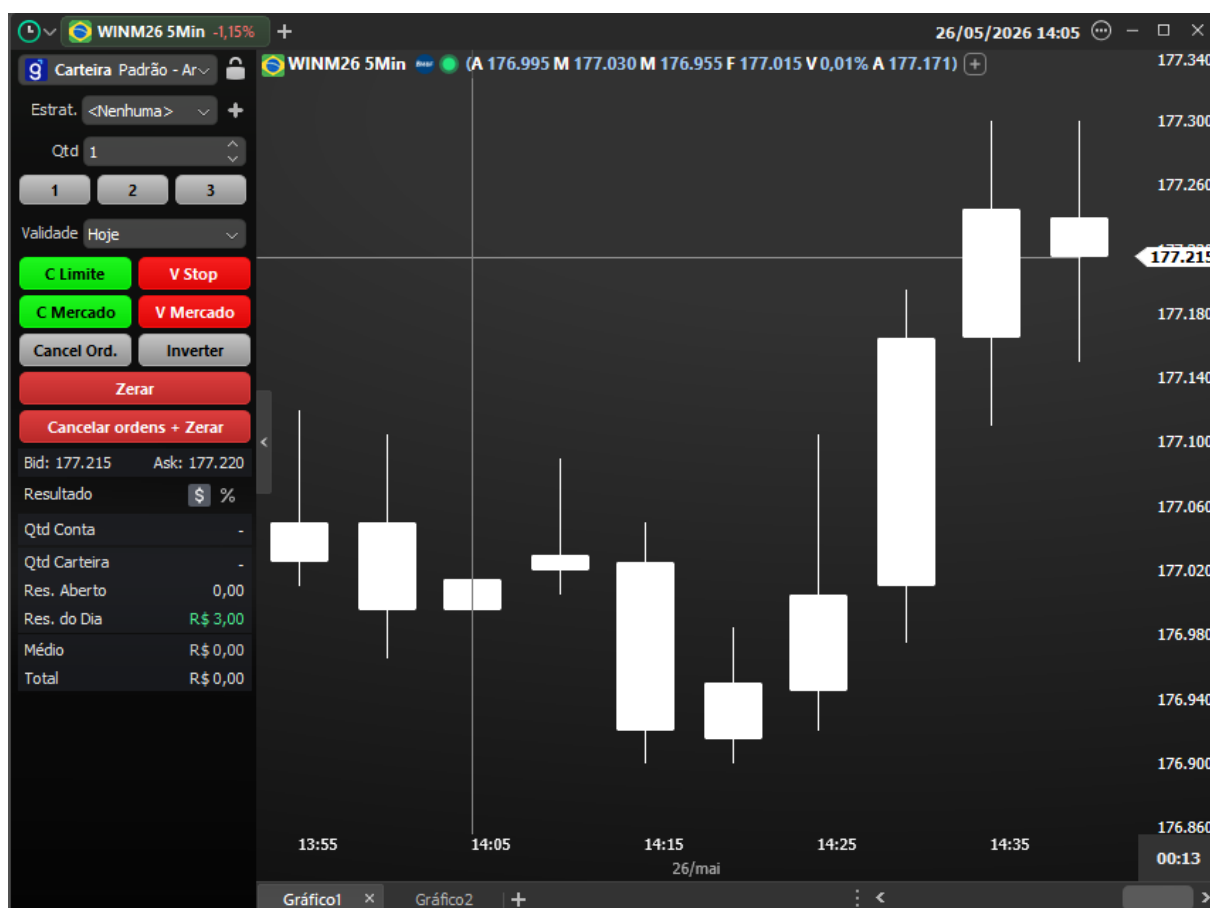 WINM26 5Min -1,15% +
26/05/2026 14:05
g Carteira Padrão - Ar
Estrat. <Nenhuma> +
Qtd 1
1 2 3
Validade Hoje
C Limite V Stop
C Mercado V Mercado
Cancel Ord. Inverter
Zerar
Cancelar ordens + Zerar
Bid: 177.215 Ask: 177.220
Resultado $ %
Qtd Conta -
Qtd Carteira -
Res. Aberto 0,00
Res. do Dia R$ 3,00
Médio R$ 0,00
Total R$ 0,00
WINM26 5Min (A 176.995 M 177.030 M 176.955 F 177.015 V 0,01% A 177.171) +
177.340
177.300
177.260
177.215
177.180
177.140
177.100
177.060
177.020
176.980
176.940
176.900
176.860
13:55 14:05 14:15 14:25 14:35
26/mai
00:13
Gráfico1 × Gráfico2 +